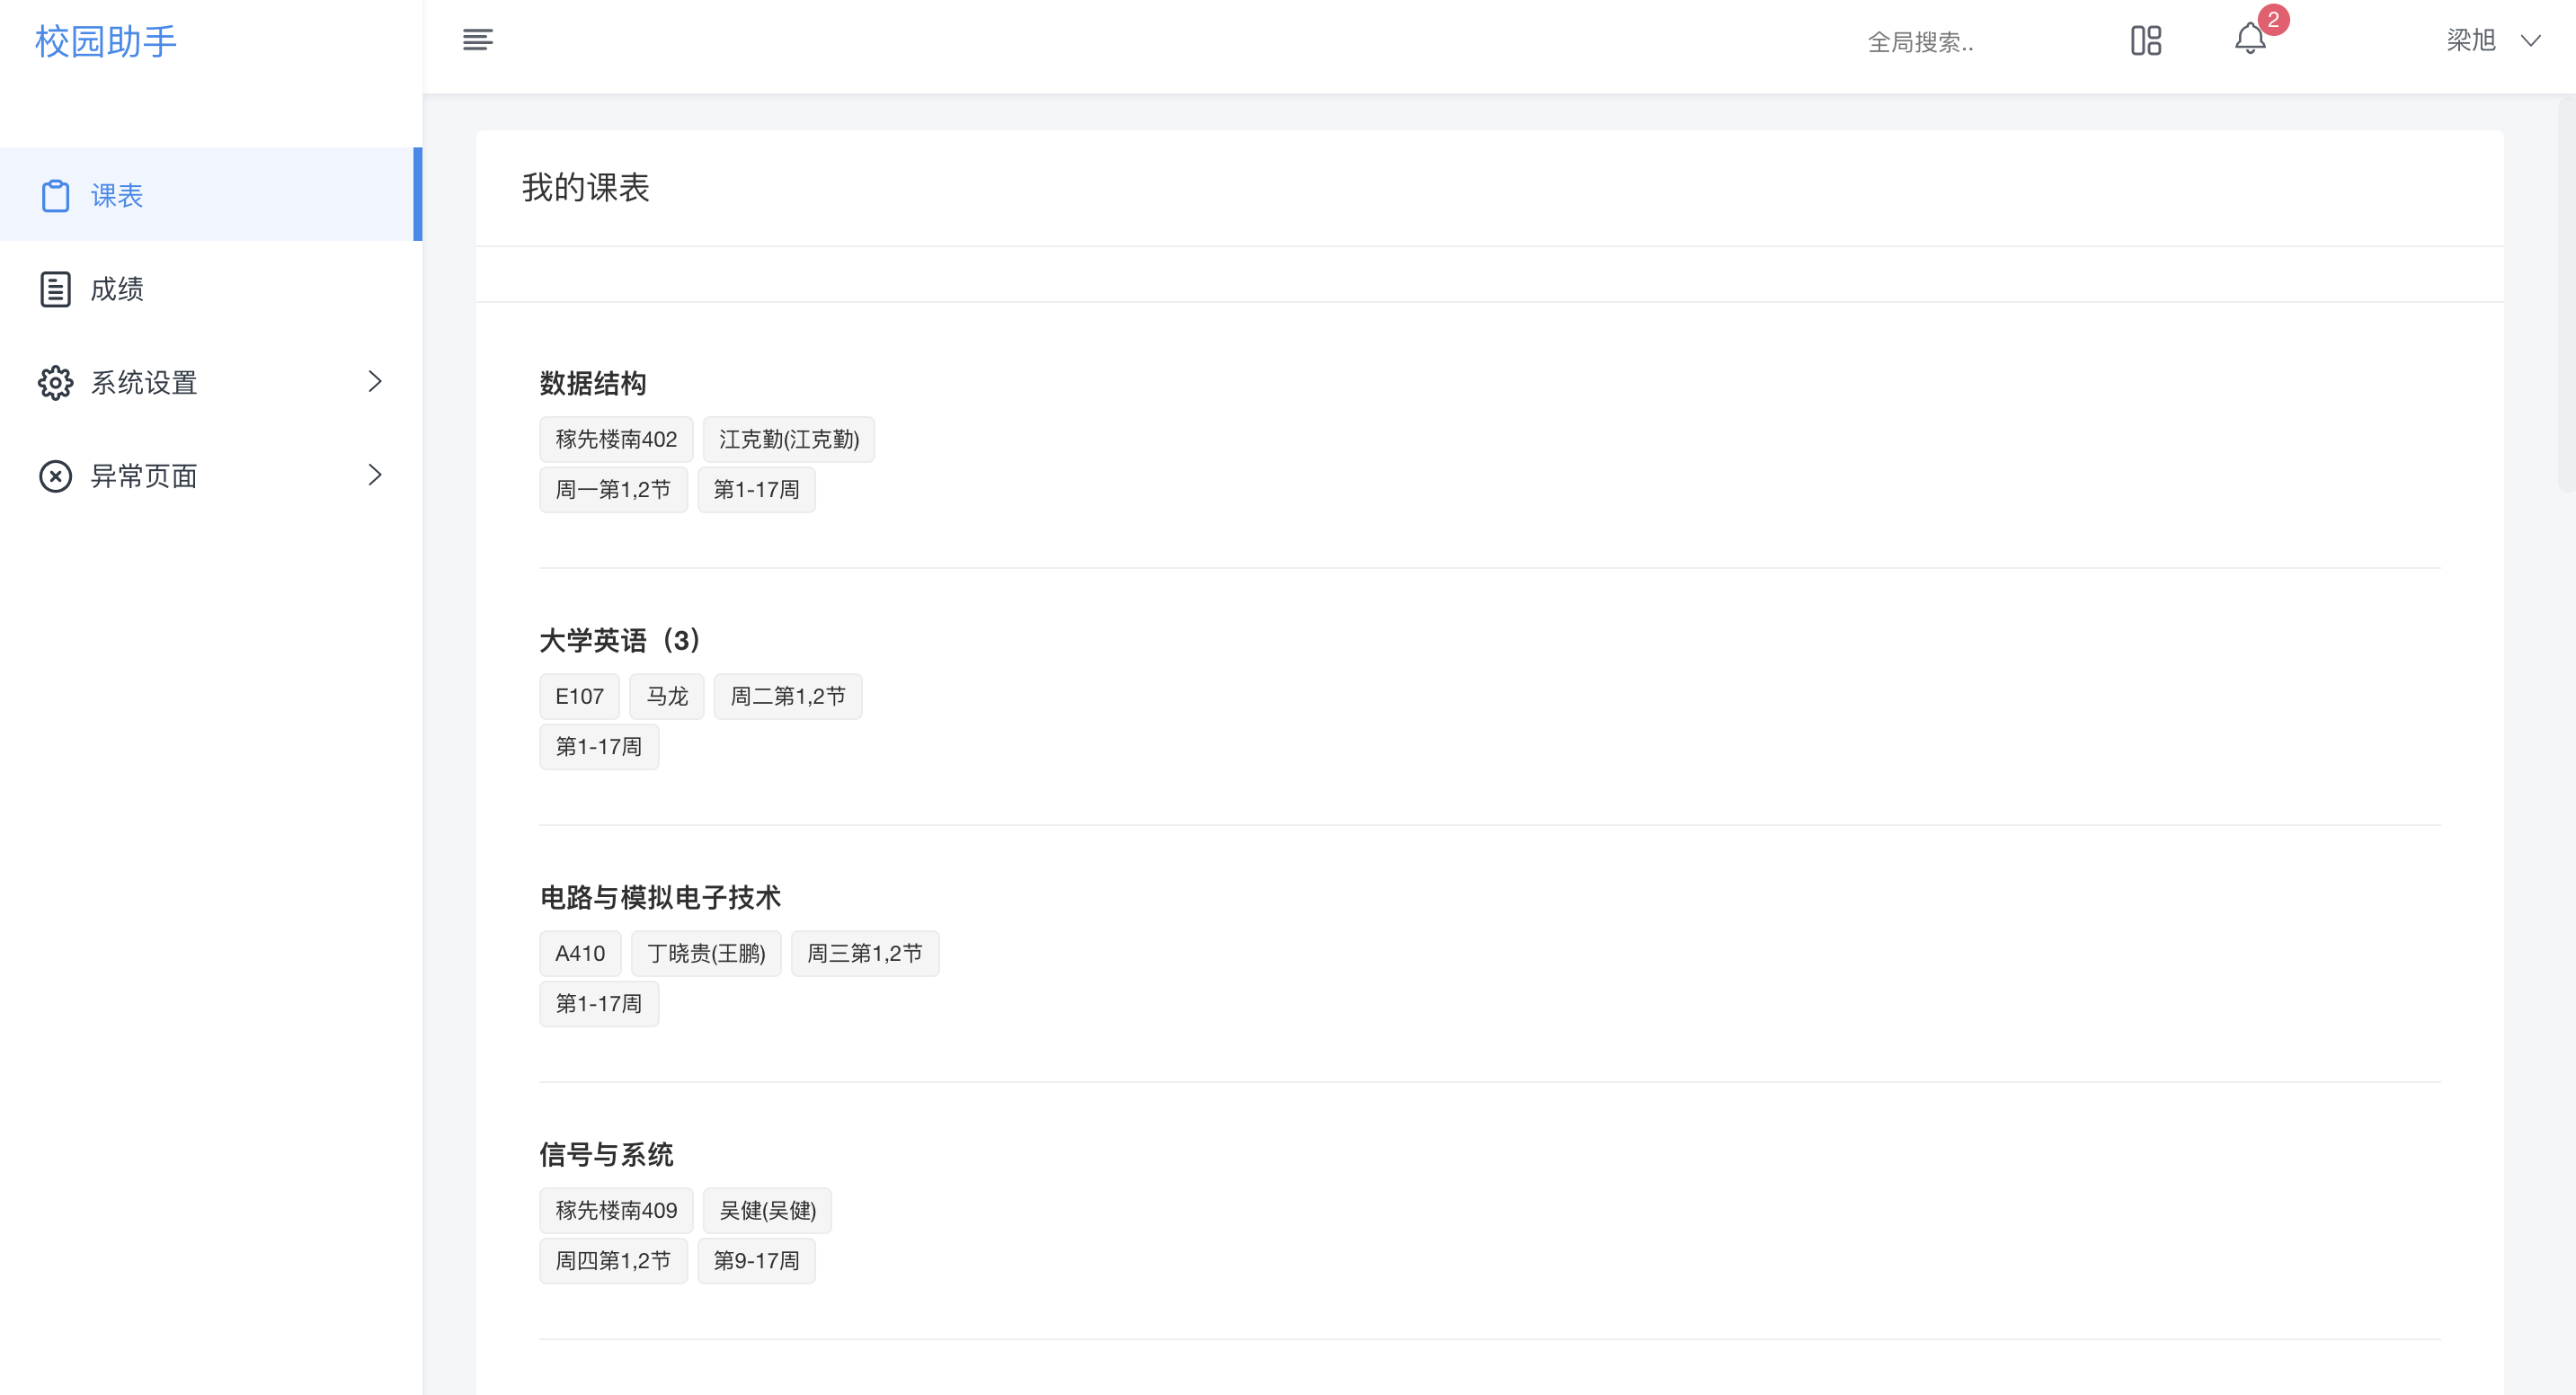 校园助手
全局搜索..
2
梁旭
课表
成绩
系统设置
异常页面
我的课表
数据结构
稼先楼南402 江克勤(江克勤)
周一第1,2节 第1-17周
大学英语（3）
E107 马龙 周二第1,2节
第1-17周
电路与模拟电子技术
A410 丁晓贵(王鹏) 周三第1,2节
第1-17周
信号与系统
稼先楼南409 吴健(吴健)
周四第1,2节 第9-17周